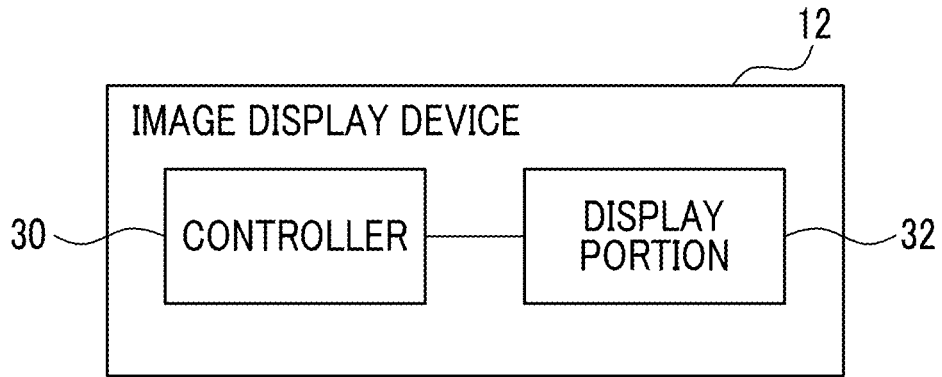 12
IMAGE DISPLAY DEVICE
30
CONTROLLER
DISPLAY
PORTION
32